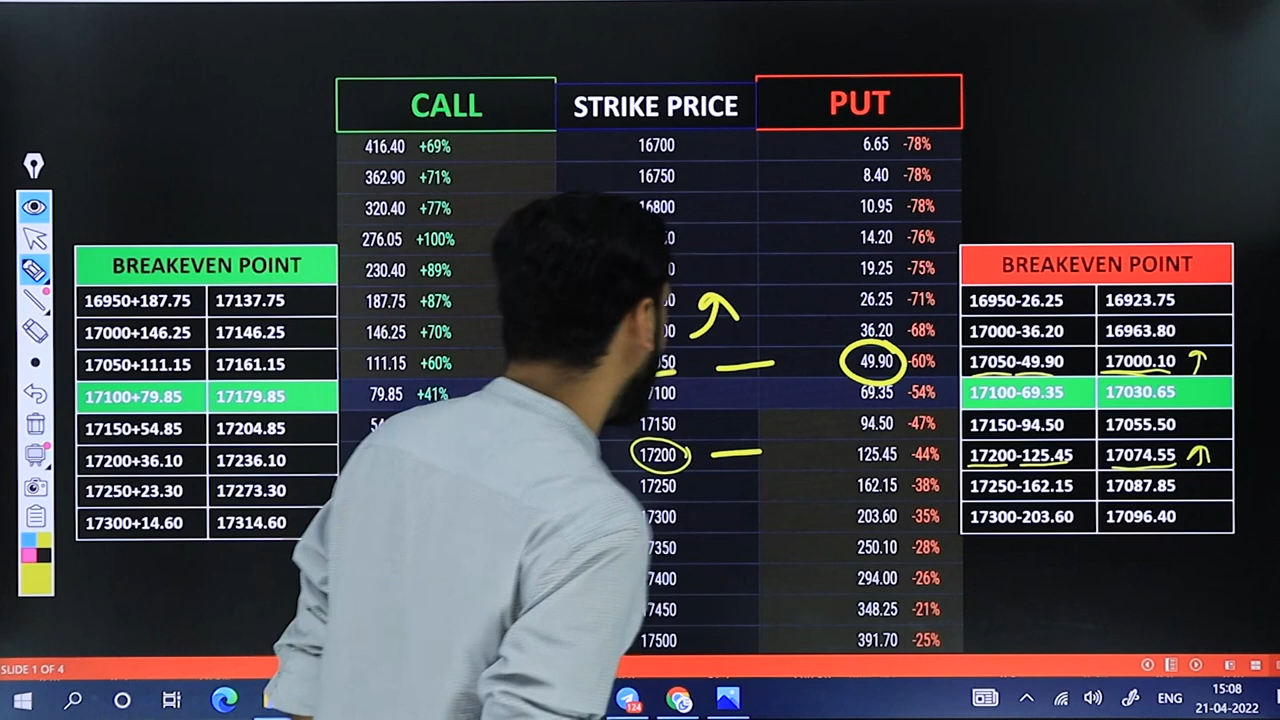 CALL STRIKE PRICE PUT
416.40 +69% 16700 6.65 -78%
362.90 +71% 16750 8.40 -78%
320.40 +77% 16800 10.95 -78%
276.05 +100% 14.20 -76%
230.40 +89% 19.25 -75%
187.75 +87% 26.25 -71%
146.25 +70% 36.20 -68%
111.15 +60% 49.90 -60%
79.85 +41% 17100 69.35 -54%
17150 94.50 -47%
17200 125.45 -44%
17250 162.15 -38%
17300 203.60 -35%
17350 250.10 -28%
17400 294.00 -26%
17450 348.25 -21%
17500 391.70 -25%
BREAKEVEN POINT
16950+187.75 17137.75
17000+146.25 17146.25
17050+111.15 17161.15
17100+79.85 17179.85
17150+54.85 17204.85
17200+36.10 17236.10
17250+23.30 17273.30
17300+14.60 17314.60
BREAKEVEN POINT
16950-26.25 16923.75
17000-36.20 16963.80
17050-49.90 17000.10
17100-69.35 17030.65
17150-94.50 17055.50
17200-125.45 17074.55
17250-162.15 17087.85
17300-203.60 17096.40
SLIDE 1 OF 4
124
ENG
15:08
21-04-2022